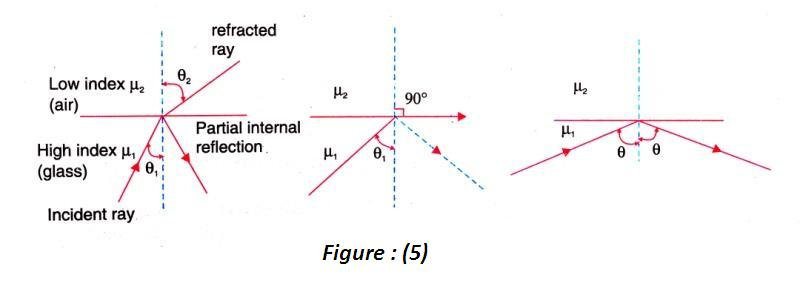 refracted
ray
θ₂
Low index μ₂
(air)
Partial internal
reflection
High index μ₁
(glass)
θ₁
Incident ray
μ₂
90°
μ₁
θ₁
μ₂
μ₁
θ θ
Figure : (5)